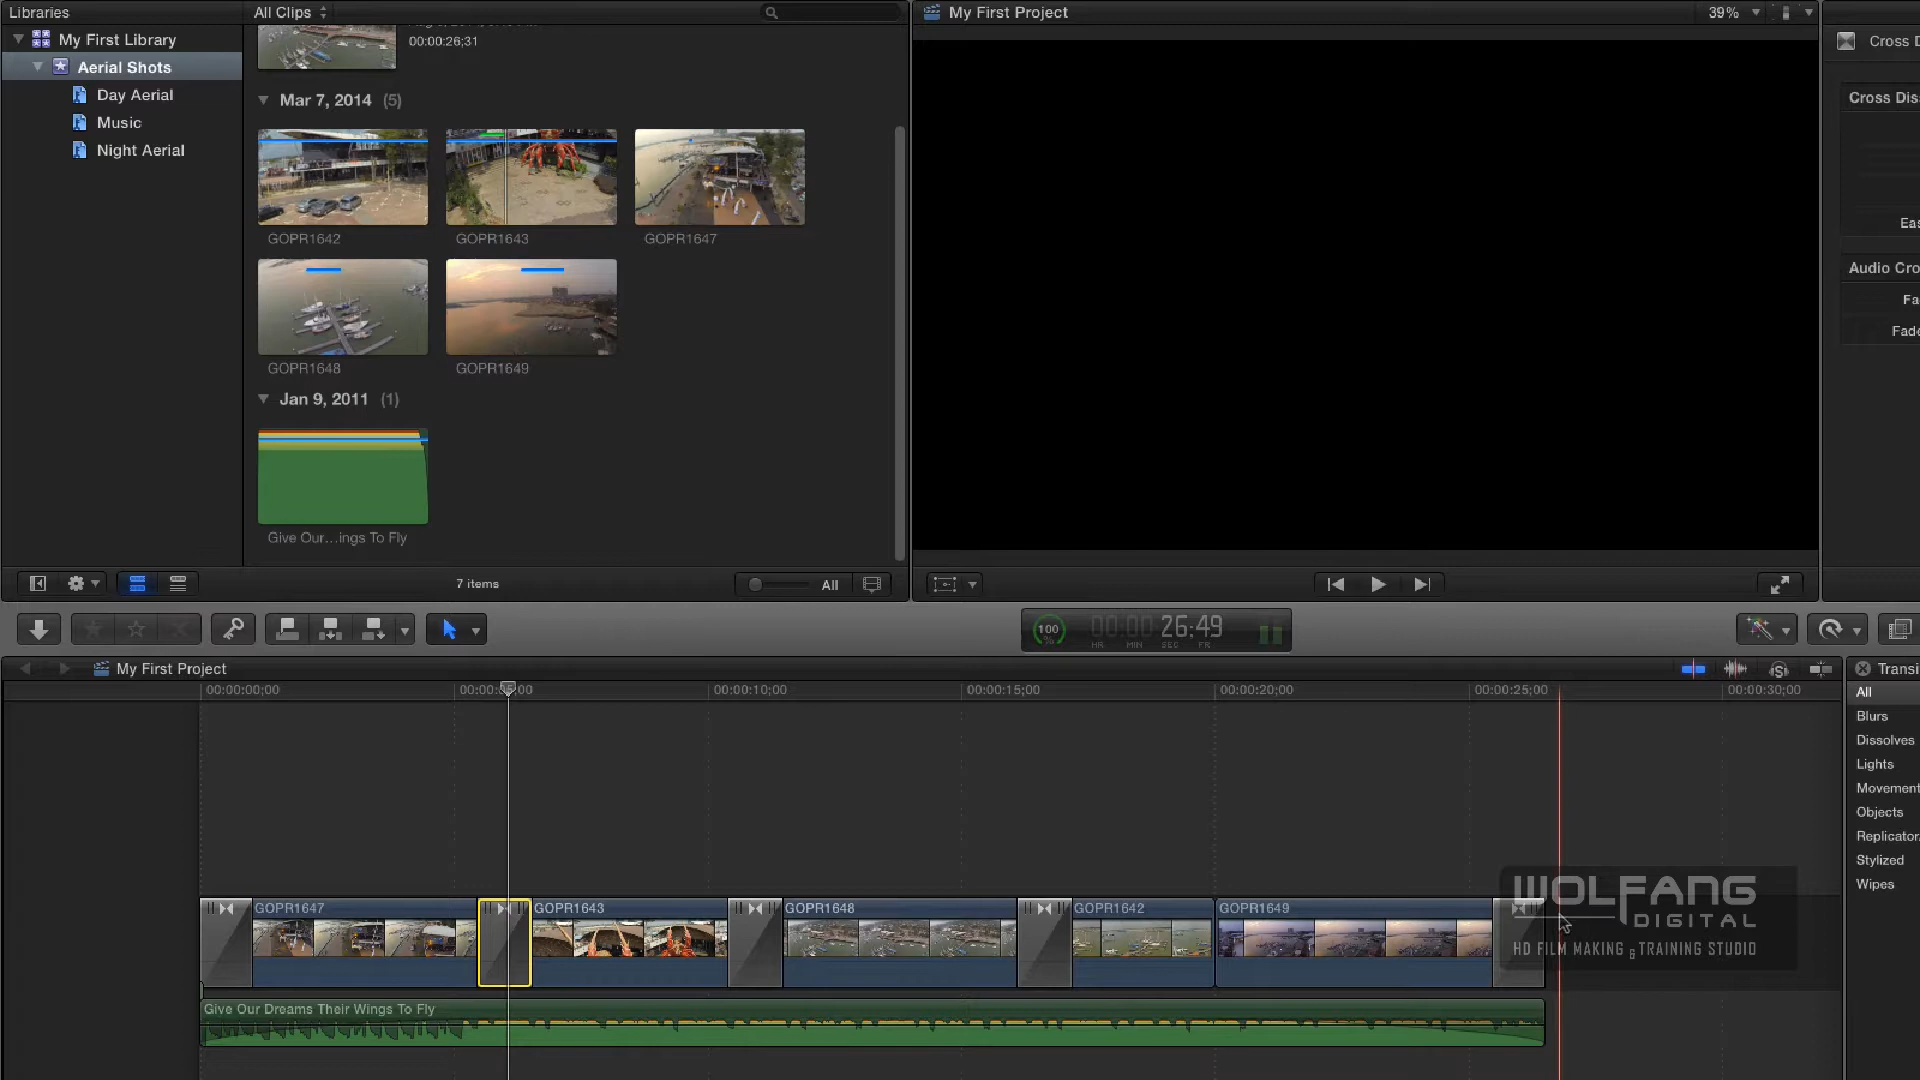 Libraries
All Clips
My First Project
39%
My First Library
Aerial Shots
Day Aerial
Music
Night Aerial
00:00:26;31
Mar 7, 2014 (5)
GOPR1642
GOPR1643
GOPR1647
GOPR1648
GOPR1649
Jan 9, 2011 (1)
Give Our...ings To Fly
7 items
All
Cross D
Cross Dis
Eas
Audio Cro
Fa
Fade
100
%
00:00:26:49
HR MIN SEC FR
My First Project
00:00:00;00
00:00:05;00
00:00:10;00
00:00:15;00
00:00:20;00
00:00:25;00
00:00:30;00
Transi
All
Blurs
Dissolves
Lights
Movement
Objects
Replicator
Stylized
Wipes
GOPR1647
GOPR1643
GOPR1648
GOPR1642
GOPR1649
Give Our Dreams Their Wings To Fly
WOLFANG
DIGITAL
HD FILM MAKING & TRAINING STUDIO